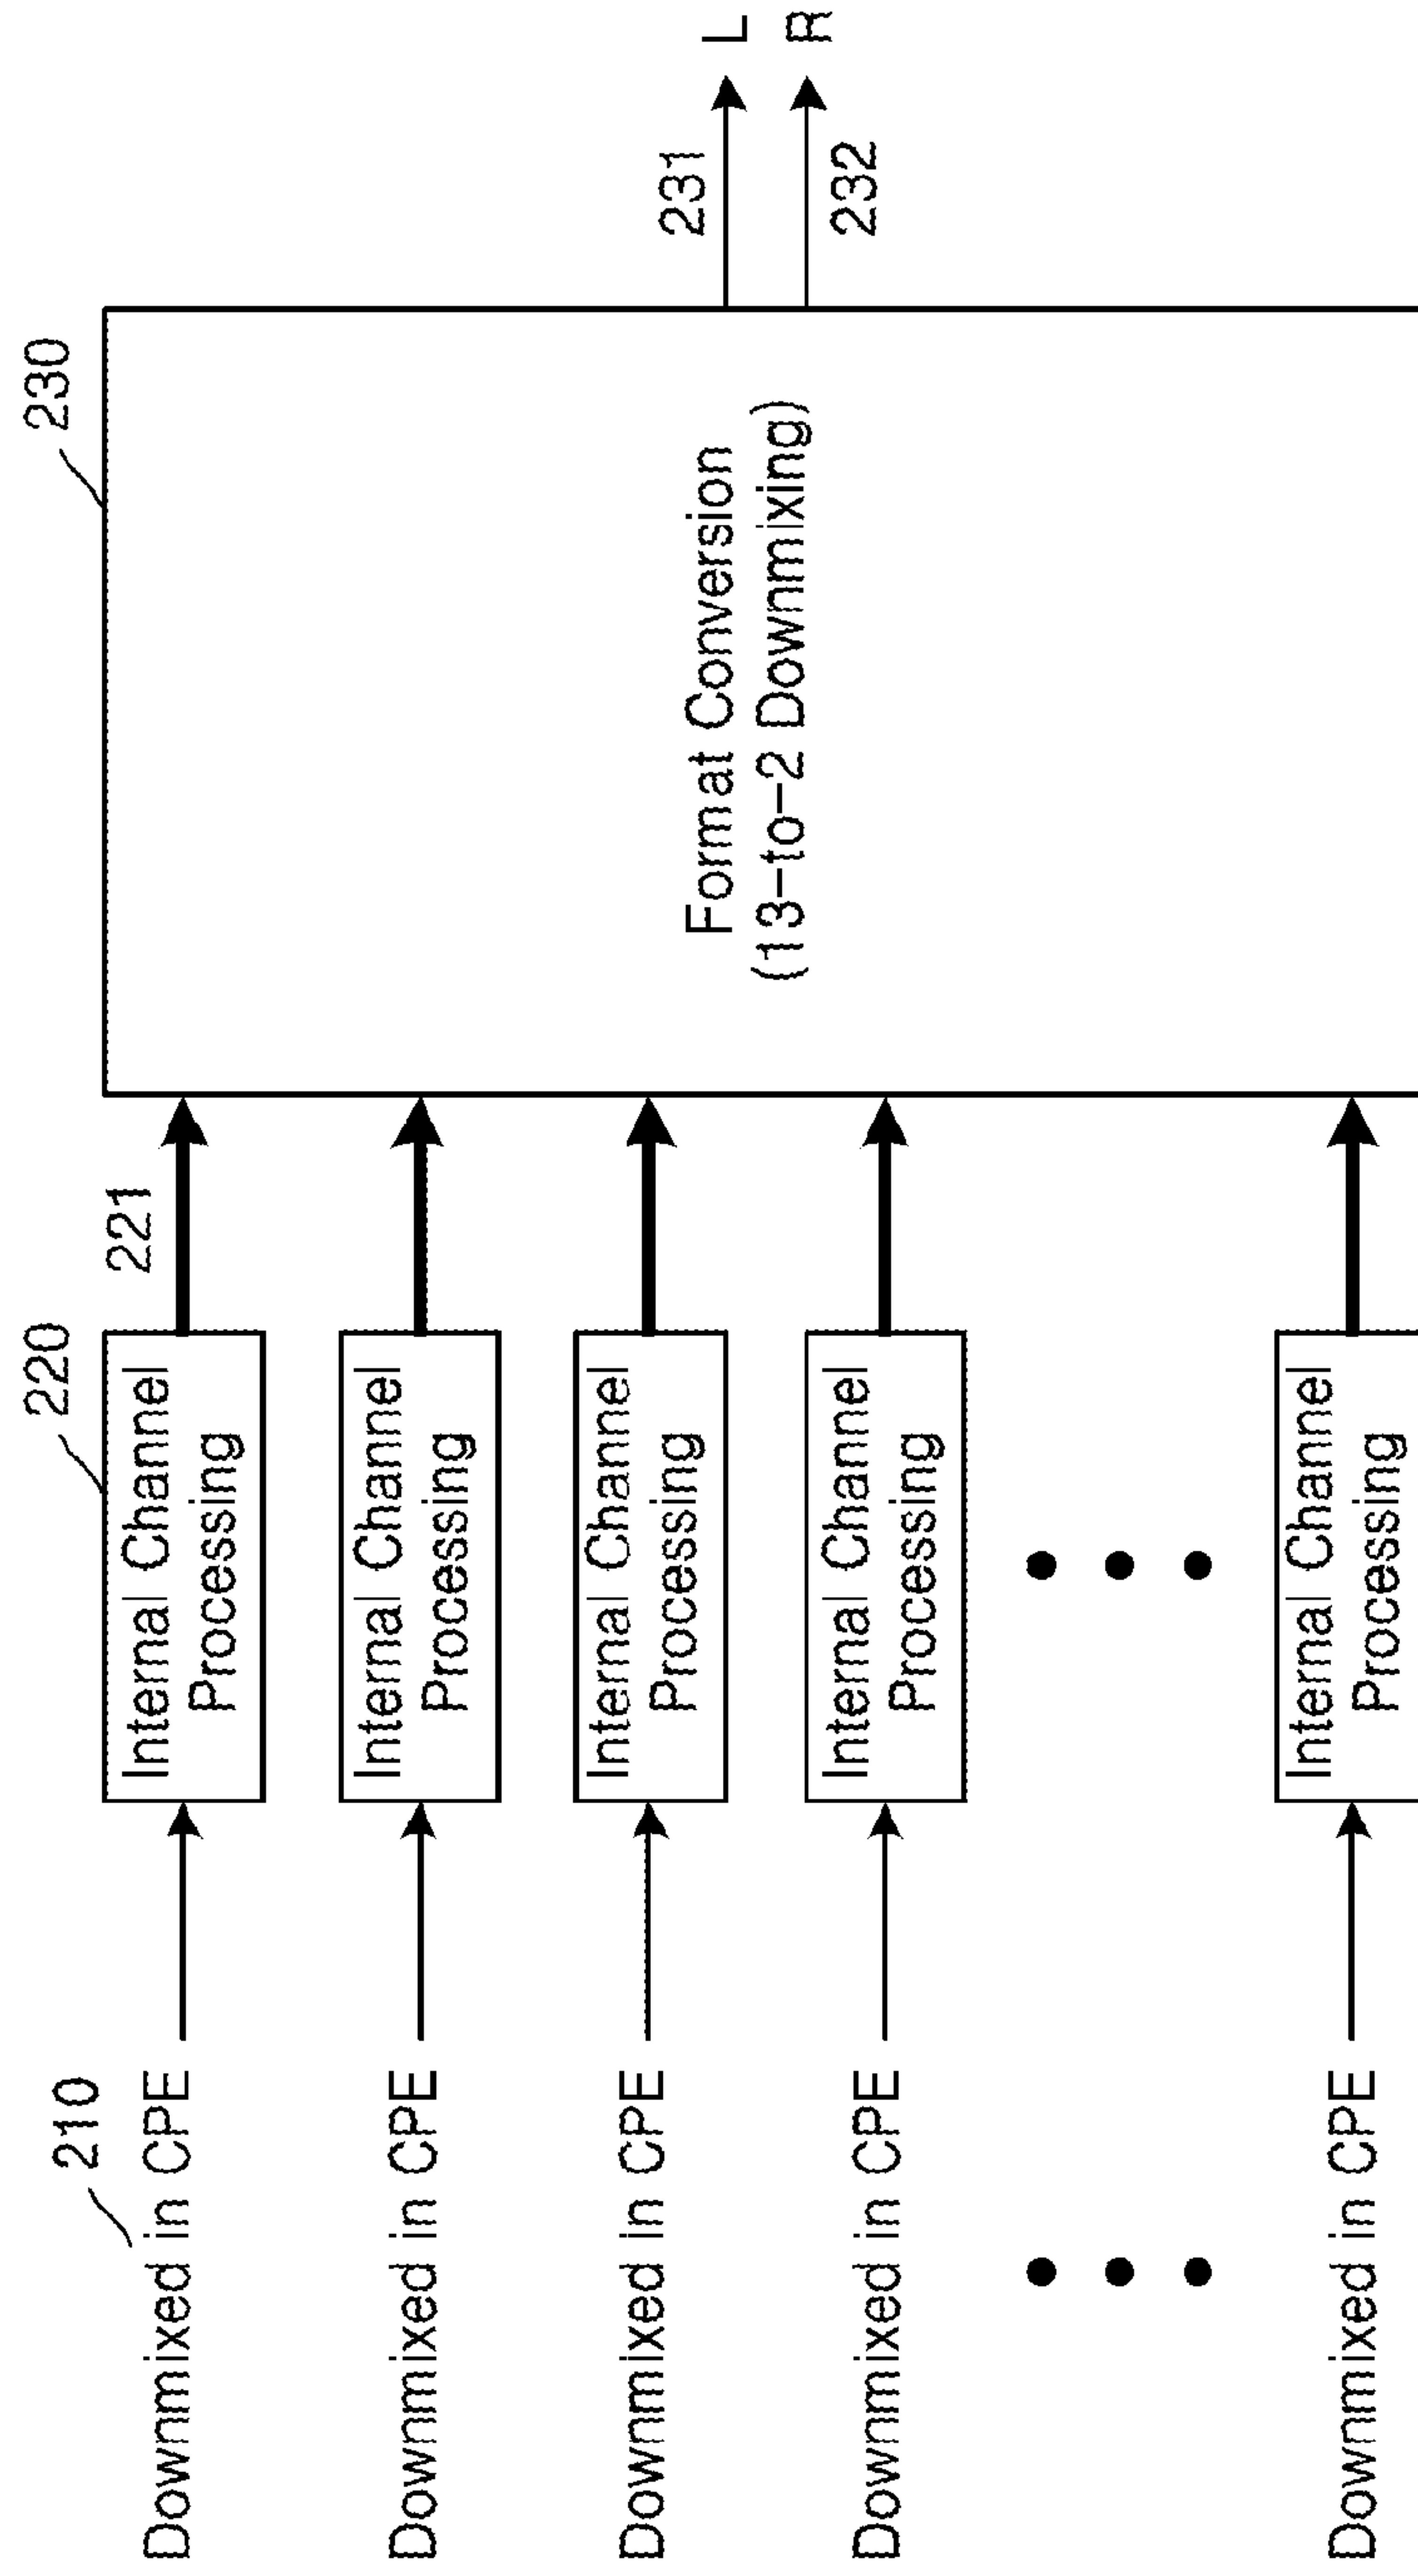 210
Downmixed in CPE
220
Internal Channel
Processing
221
230
Downmixed in CPE
Internal Channel
Processing
Downmixed in CPE
Internal Channel
Processing
Downmixed in CPE
Internal Channel
Processing
Downmixed in CPE
Internal Channel
Processing
Format Conversion
(13-to-2 Downmixing)
231
L
232
R